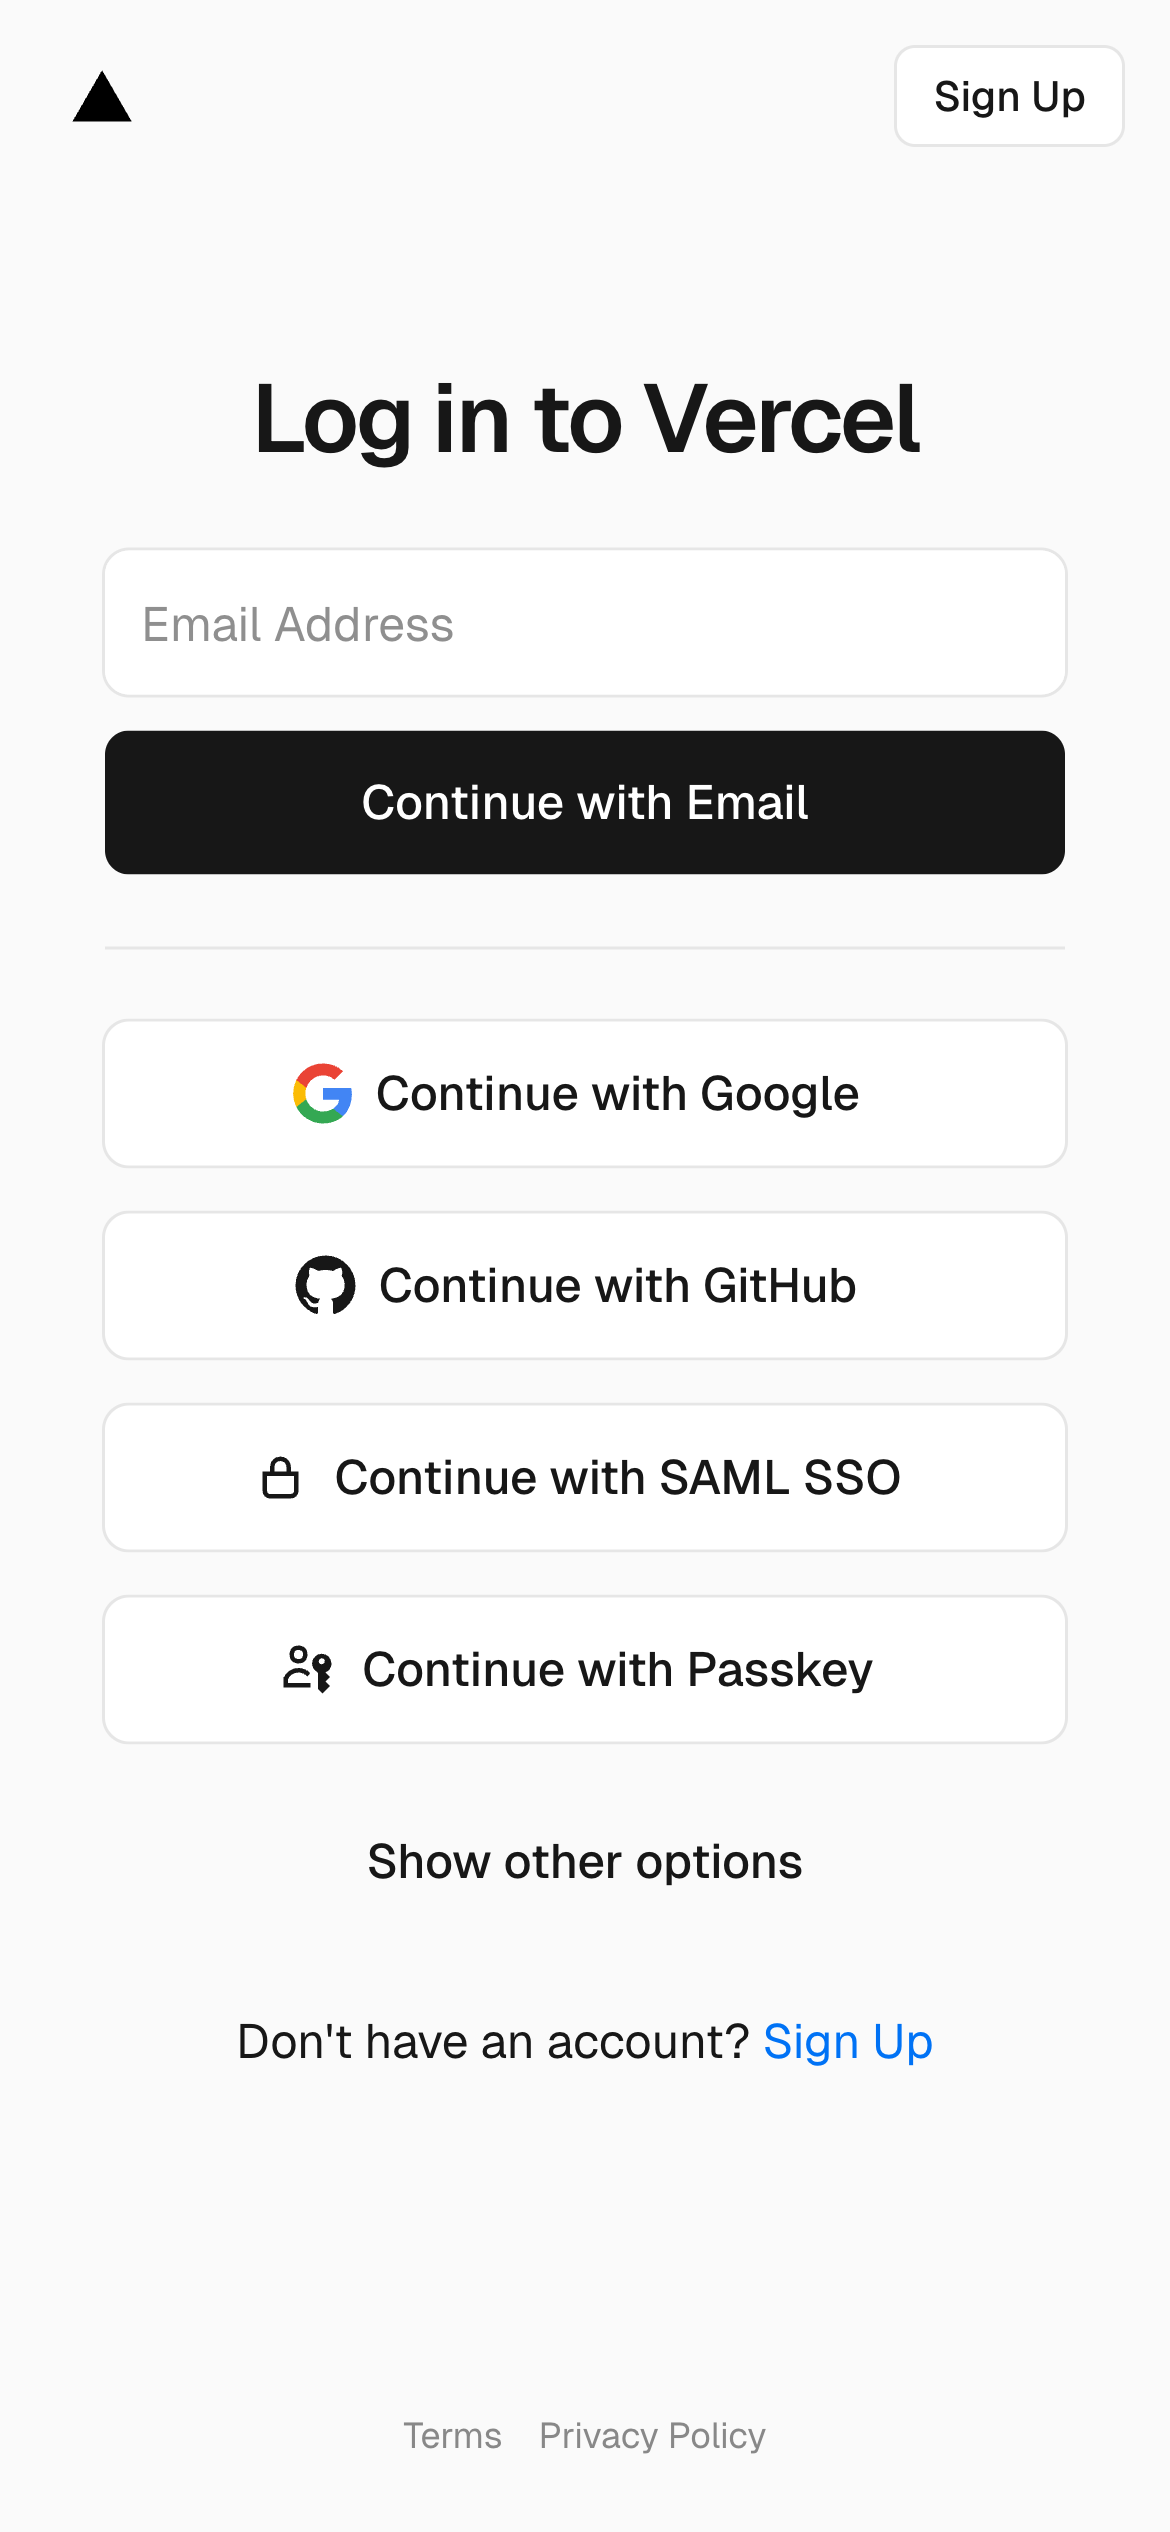 Sign Up
Log in to Vercel
Email Address
Continue with Email
Continue with Google
Continue with GitHub
Continue with SAML SSO
Continue with Passkey
Show other options
Don't have an account? Sign Up
Terms Privacy Policy